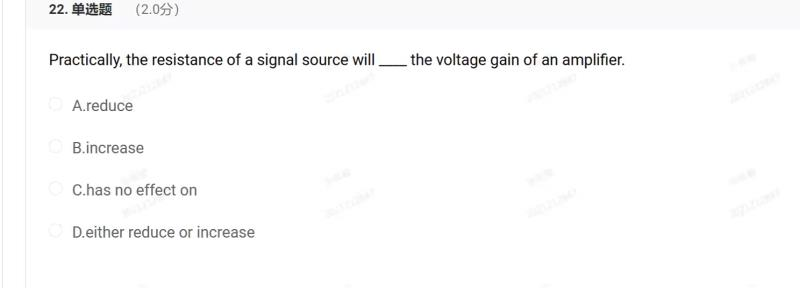 22. 单选题 （2.0分）
Practically, the resistance of a signal source will ____ the voltage gain of an amplifier.
A.reduce
B.increase
C.has no effect on
D.either reduce or increase